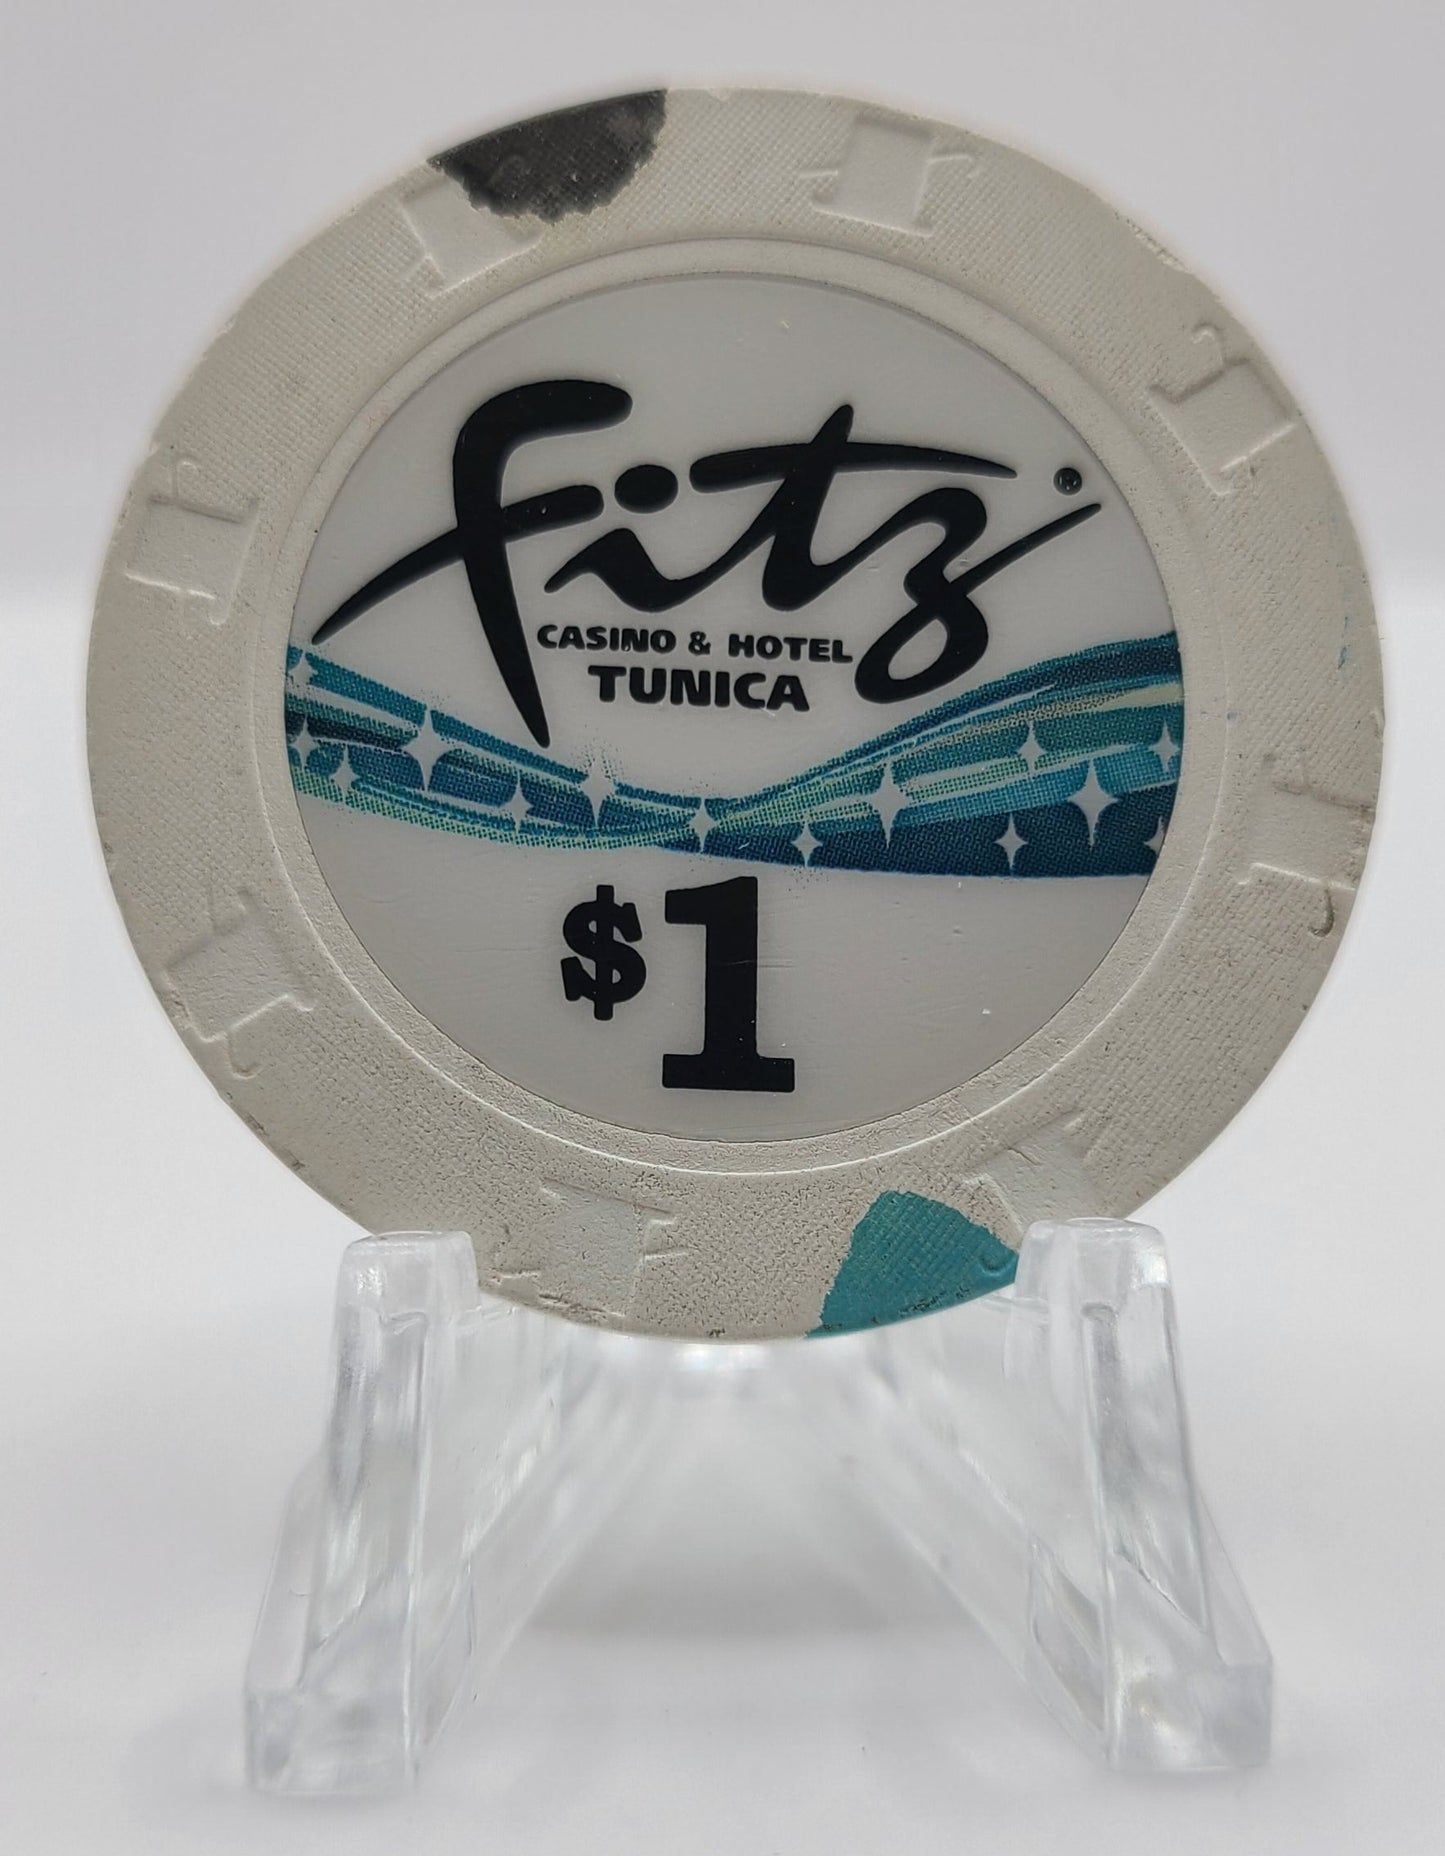 Fitz®
CASINO & HOTEL
TUNICA
$1